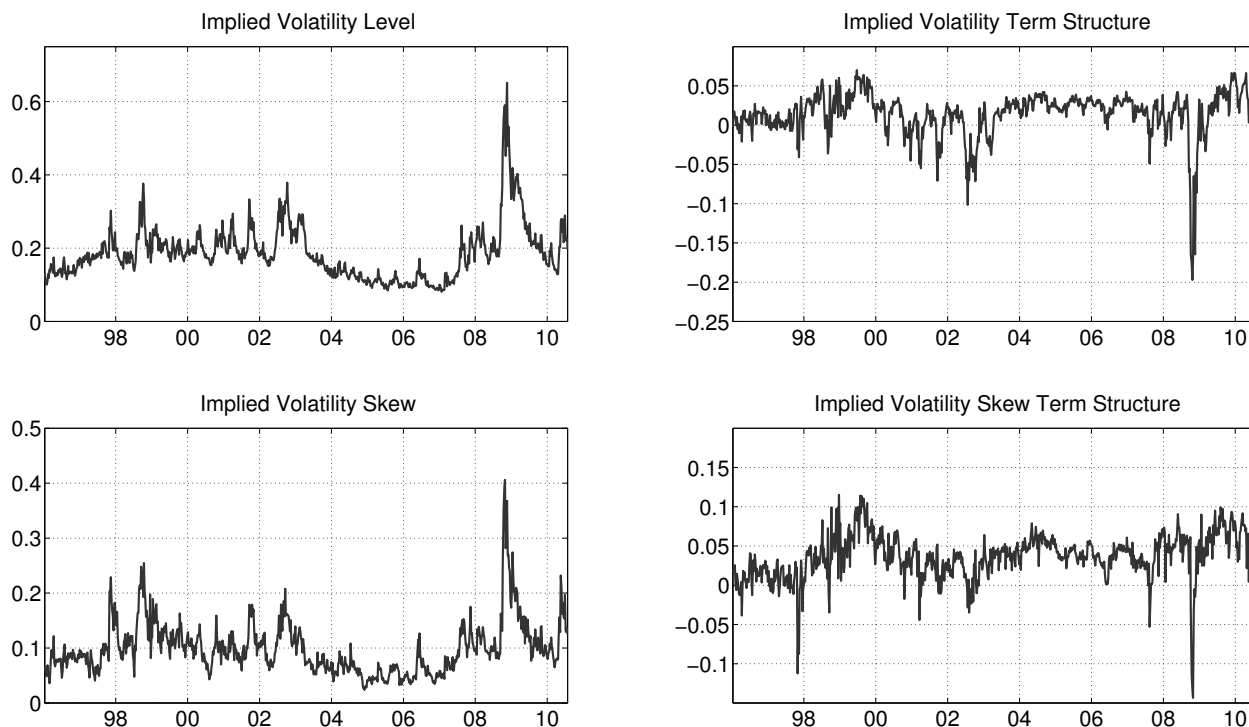 Implied Volatility Level
0.6
0.4
0.2
0
98 00 02 04 06 08 10
Implied Volatility Term Structure
0.05
0
−0.05
−0.1
−0.15
−0.2
−0.25
98 00 02 04 06 08 10
Implied Volatility Skew
0.5
0.4
0.3
0.2
0.1
0
98 00 02 04 06 08 10
Implied Volatility Skew Term Structure
0.15
0.1
0.05
0
−0.05
−0.1
98 00 02 04 06 08 10